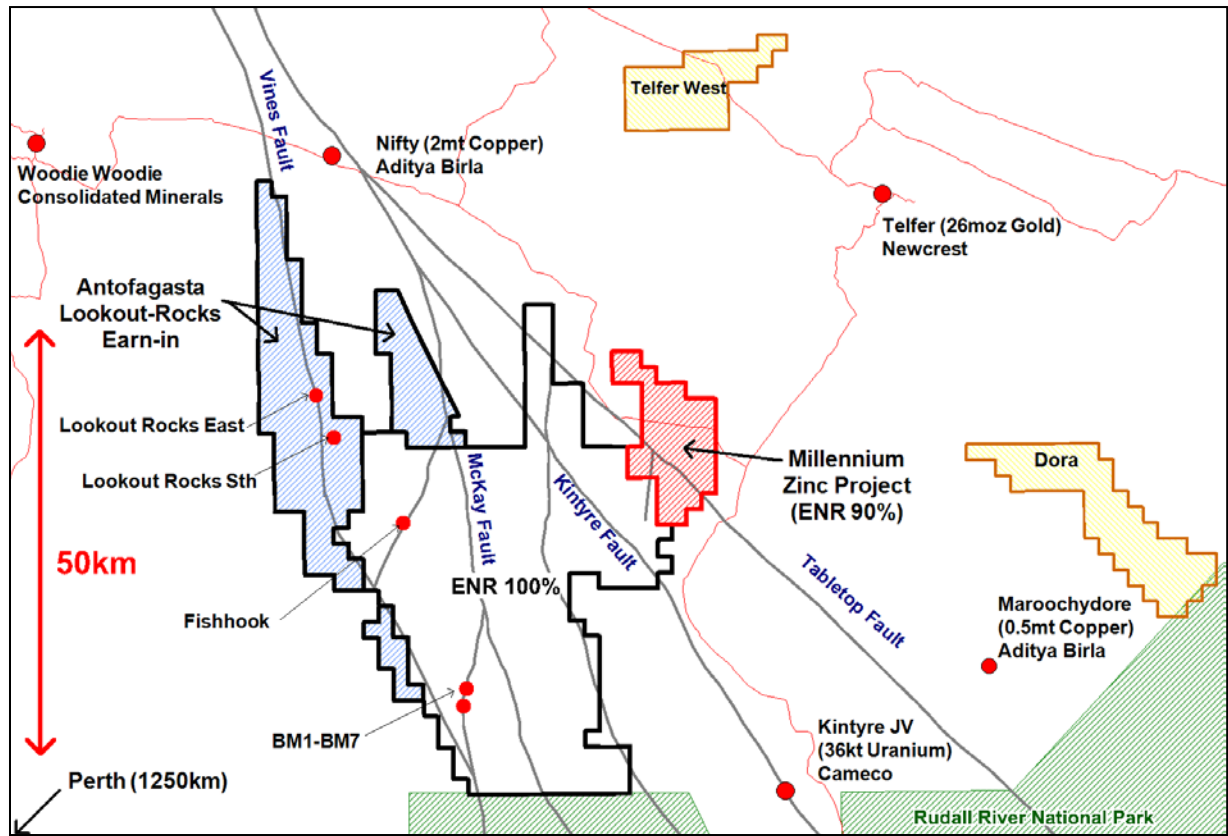 Telfer West
Vines Fault
Nifty (2mt Copper)
Aditya Birla
Woodie Woodie
Consolidated Minerals
Telfer (26moz Gold)
Newcrest
Antofagasta
Lookout-Rocks
Earn-in
Lookout Rocks East
Lookout Rocks Sth
McKay Fault
Kintyre Fault
Millennium
Zinc Project
(ENR 90%)
Dora
50km
ENR 100%
Tabletop Fault
Fishhook
Maroochydore
(0.5mt Copper)
Aditya Birla
BM1-BM7
Kintyre JV
(36kt Uranium)
Cameco
Perth (1250km)
Rudall River National Park